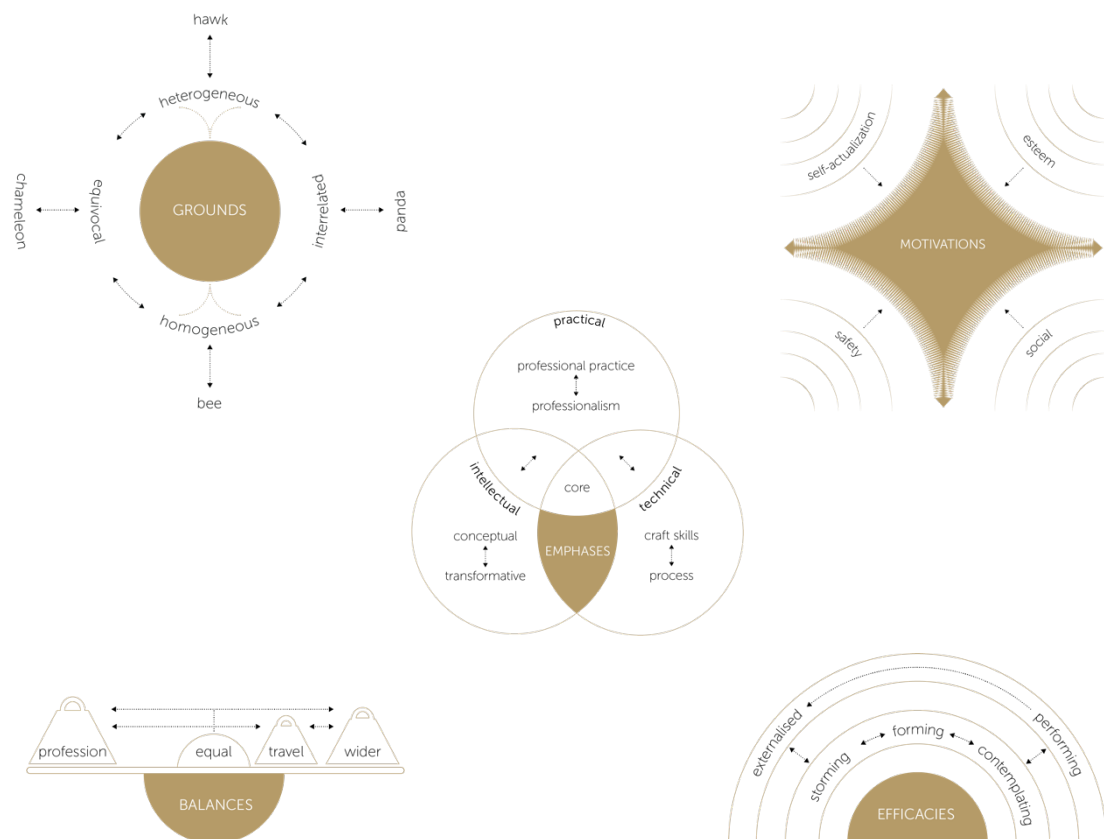 hawk
heterogeneous
chameleon
equivocal
GROUNDS
interrelated
panda
homogeneous
bee
self-actualization
esteem
MOTIVATIONS
safety
social
practical
professional practice
professionalism
intellectual
core
technical
conceptual
craft skills
EMPHASES
transformative
process
profession
equal
travel
wider
BALANCES
externalised
performing
forming
storming
contemplating
EFFICACIES